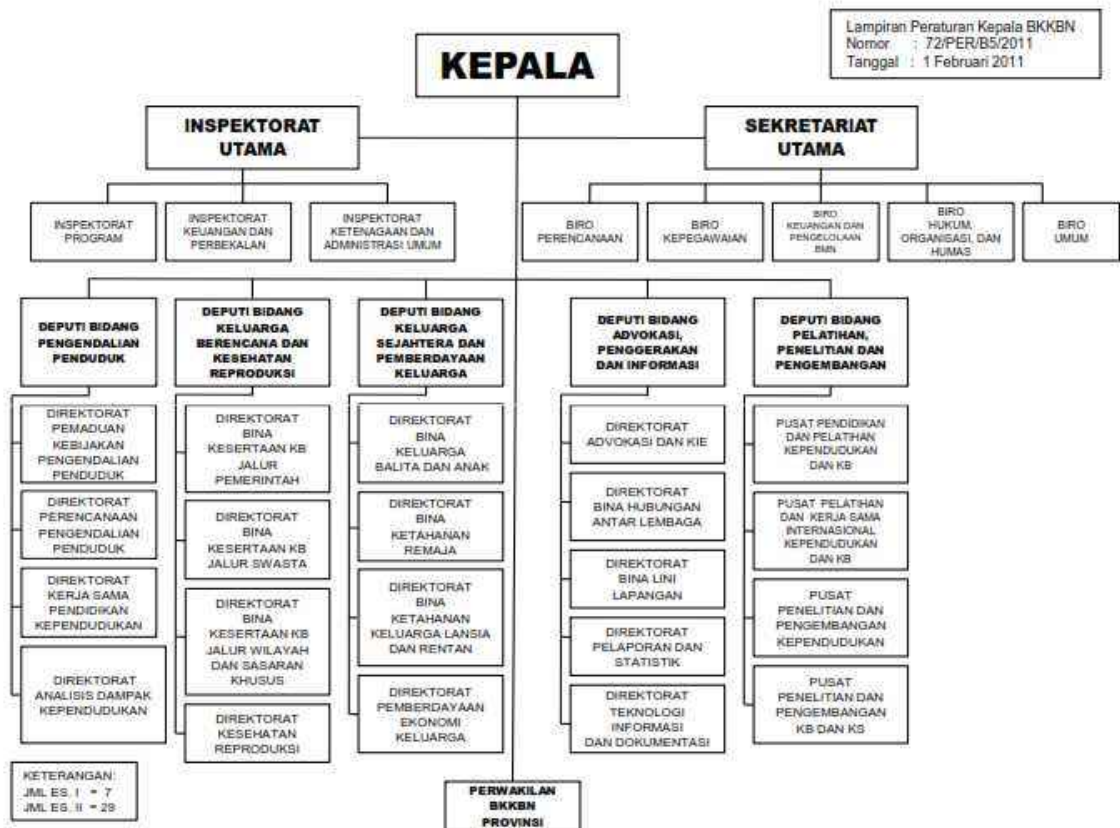 Lampiran Peraturan Kepala BKKBN
Nomor : 72/PER/B5/2011
Tanggal : 1 Februari 2011
KEPALA
INSPEKTORAT
UTAMA
SEKRETARIAT
UTAMA
INSPEKTORAT
PROGRAM
INSPEKTORAT
KEUANGAN DAN
PERBEKALAN
INSPEKTORAT
KETENAGAAN DAN
ADMINISTRASI UMUM
BIRO
PERENCANAAN
BIRO
KEPEGAWAIAN
BIRO
KEUANGAN DAN
PENGELOLAAN
BMN
BIRO
HUKUM,
ORGANISASI, DAN
HUMAS
BIRO
UMUM
DEPUTI BIDANG
PENGENDALIAN
PENDUDUK
DEPUTI BIDANG
KELUARGA
BERENCANA DAN
KESEHATAN
REPRODUKSI
DEPUTI BIDANG
KELUARGA
SEJAHTERA DAN
PEMBERDAYAAN
KELUARGA
DEPUTI BIDANG
ADVOKASI,
PENGGERAKAN
DAN INFORMASI
DEPUTI BIDANG
PELATIHAN,
PENELITIAN DAN
PENGEMBANGAN
DIREKTORAT
PEMADUAN
KEBIJAKAN
PENGENDALIAN
PENDUDUK
DIREKTORAT
PERENCANAAN
PENGENDALIAN
PENDUDUK
DIREKTORAT
KERJA SAMA
PENDIDIKAN
KEPENDUDUKAN
DIREKTORAT
ANALISIS DAMPAK
KEPENDUDUKAN
DIREKTORAT
BINA
KESERTAAN KB
JALUR
PEMERINTAH
DIREKTORAT
BINA
KESERTAAN KB
JALUR SWASTA
DIREKTORAT
BINA
KESERTAAN KB
JALUR WILAYAH
DAN SASARAN
KHUSUS
DIREKTORAT
KESEHATAN
REPRODUKSI
DIREKTORAT
BINA
KELUARGA
BALITA DAN ANAK
DIREKTORAT
BINA
KETAHANAN
REMAJA
DIREKTORAT
BINA
KETAHANAN
KELUARGA LANSIA
DAN RENTAN
DIREKTORAT
PEMBERDAYAAN
EKONOMI
KELUARGA
DIREKTORAT
ADVOKASI DAN KIE
DIREKTORAT
BINA HUBUNGAN
ANTAR LEMBAGA
DIREKTORAT
BINA LINI
LAPANGAN
DIREKTORAT
PELAPORAN DAN
STATISTIK
DIREKTORAT
TEKNOLOGI
INFORMASI
DAN DOKUMENTASI
PUSAT PENDIDIKAN
DAN PELATIHAN
KEPENDUDUKAN
DAN KB
PUSAT PELATIHAN
DAN KERJA SAMA
INTERNASIONAL
KEPENDUDUKAN
DAN KB
PUSAT
PENELITIAN DAN
PENGEMBANGAN
KEPENDUDUKAN
PUSAT
PENELITIAN DAN
PENGEMBANGAN
KB DAN KS
KETERANGAN:
JML ES. I = 7
JML ES. II = 29
PERWAKILAN
BKKBN
PROVINSI